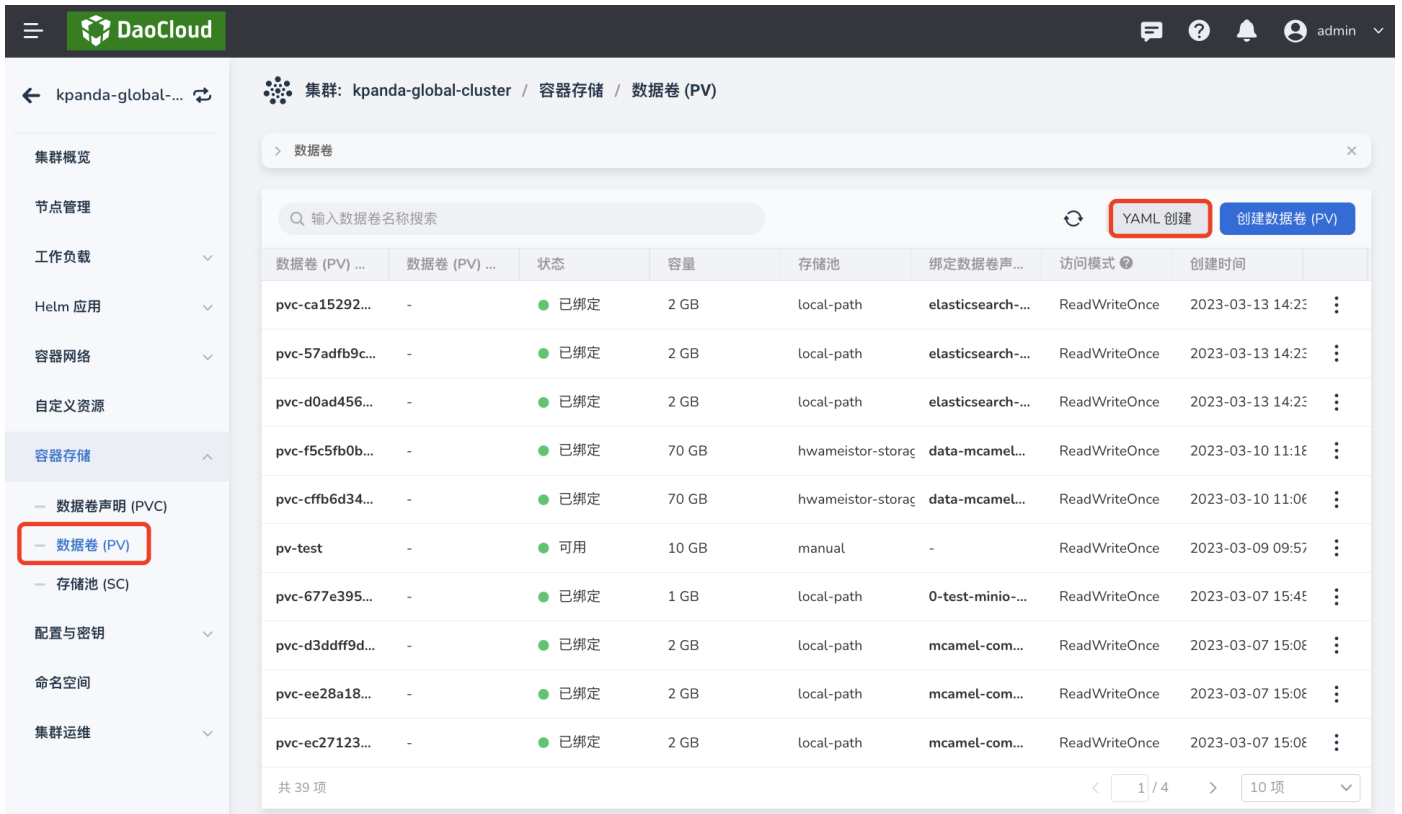 DaoCloud
admin
kpanda-global-...
集群: kpanda-global-cluster / 容器存储 / 数据卷 (PV)
集群概览
节点管理
工作负载
Helm 应用
容器网络
自定义资源
容器存储
数据卷声明 (PVC)
数据卷 (PV)
存储池 (SC)
配置与密钥
命名空间
集群运维
数据卷
输入数据卷名称搜索
YAML 创建
创建数据卷 (PV)
数据卷 (PV) ... 数据卷 (PV) ... 状态 容量 存储池 绑定数据卷声... 访问模式 创建时间
pvc-ca15292... - 已绑定 2 GB local-path elasticsearch-... ReadWriteOnce 2023-03-13 14:23
pvc-57adfb9c... - 已绑定 2 GB local-path elasticsearch-... ReadWriteOnce 2023-03-13 14:23
pvc-d0ad456... - 已绑定 2 GB local-path elasticsearch-... ReadWriteOnce 2023-03-13 14:23
pvc-f5c5fb0b... - 已绑定 70 GB hwameistor-storag data-mcamel... ReadWriteOnce 2023-03-10 11:18
pvc-cffb6d34... - 已绑定 70 GB hwameistor-storag data-mcamel... ReadWriteOnce 2023-03-10 11:06
pv-test - 可用 10 GB manual - ReadWriteOnce 2023-03-09 09:57
pvc-677e395... - 已绑定 1 GB local-path 0-test-minio-... ReadWriteOnce 2023-03-07 15:45
pvc-d3ddff9d... - 已绑定 2 GB local-path mcamel-com... ReadWriteOnce 2023-03-07 15:08
pvc-ee28a18... - 已绑定 2 GB local-path mcamel-com... ReadWriteOnce 2023-03-07 15:08
pvc-ec27123... - 已绑定 2 GB local-path mcamel-com... ReadWriteOnce 2023-03-07 15:08
共 39 项
1 / 4
10 项